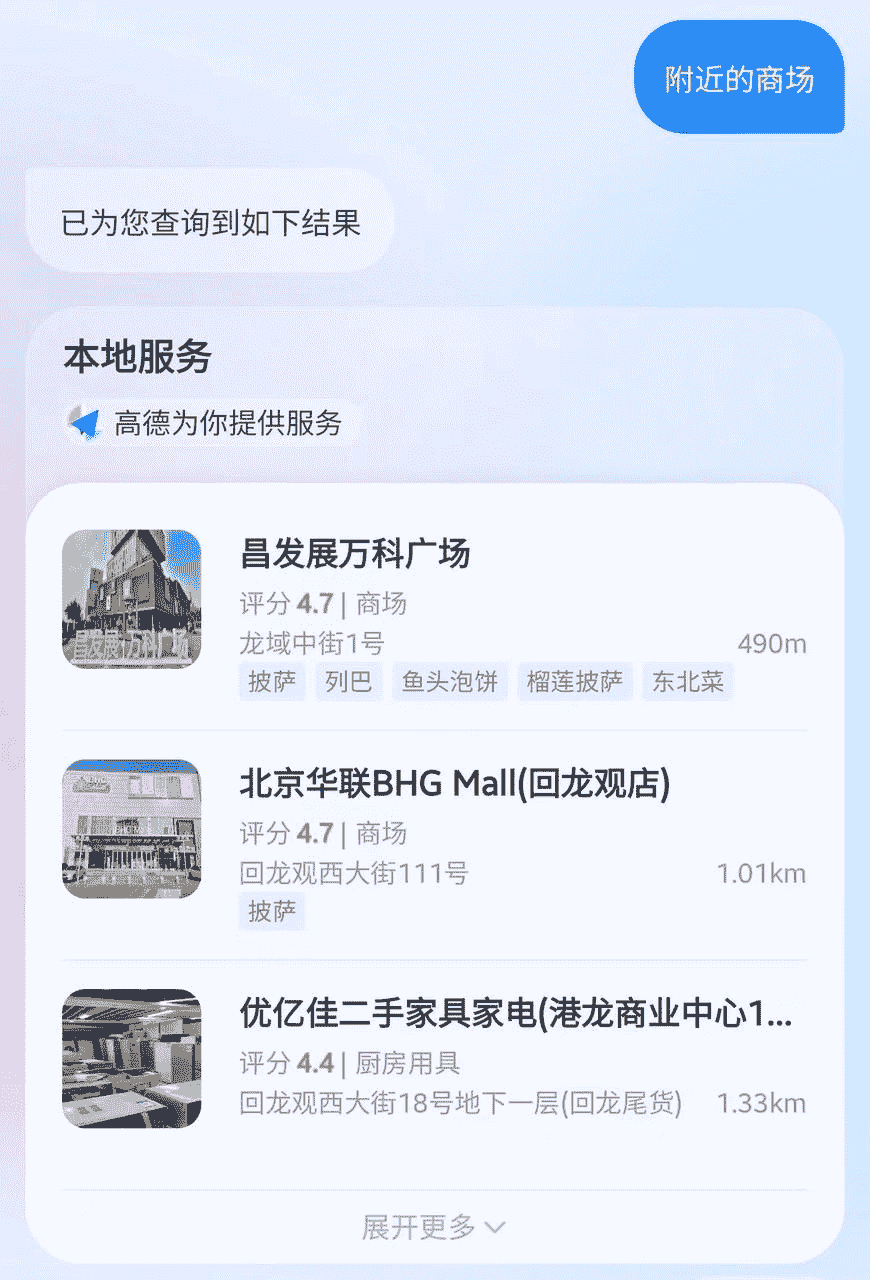 附近的商场
已为您查询到如下结果
本地服务
高德为你提供服务
昌发展万科广场
评分 4.7 | 商场
龙域中街1号 490m
披萨 列巴 鱼头泡饼 榴莲披萨 东北菜
昌发展万科广场
北京华联BHG Mall(回龙观店)
评分 4.7 | 商场
回龙观西大街111号 1.01km
披萨
优亿佳二手家具家电(港龙商业中心1...
评分 4.4 | 厨房用具
回龙观西大街18号地下一层(回龙尾货) 1.33km
展开更多